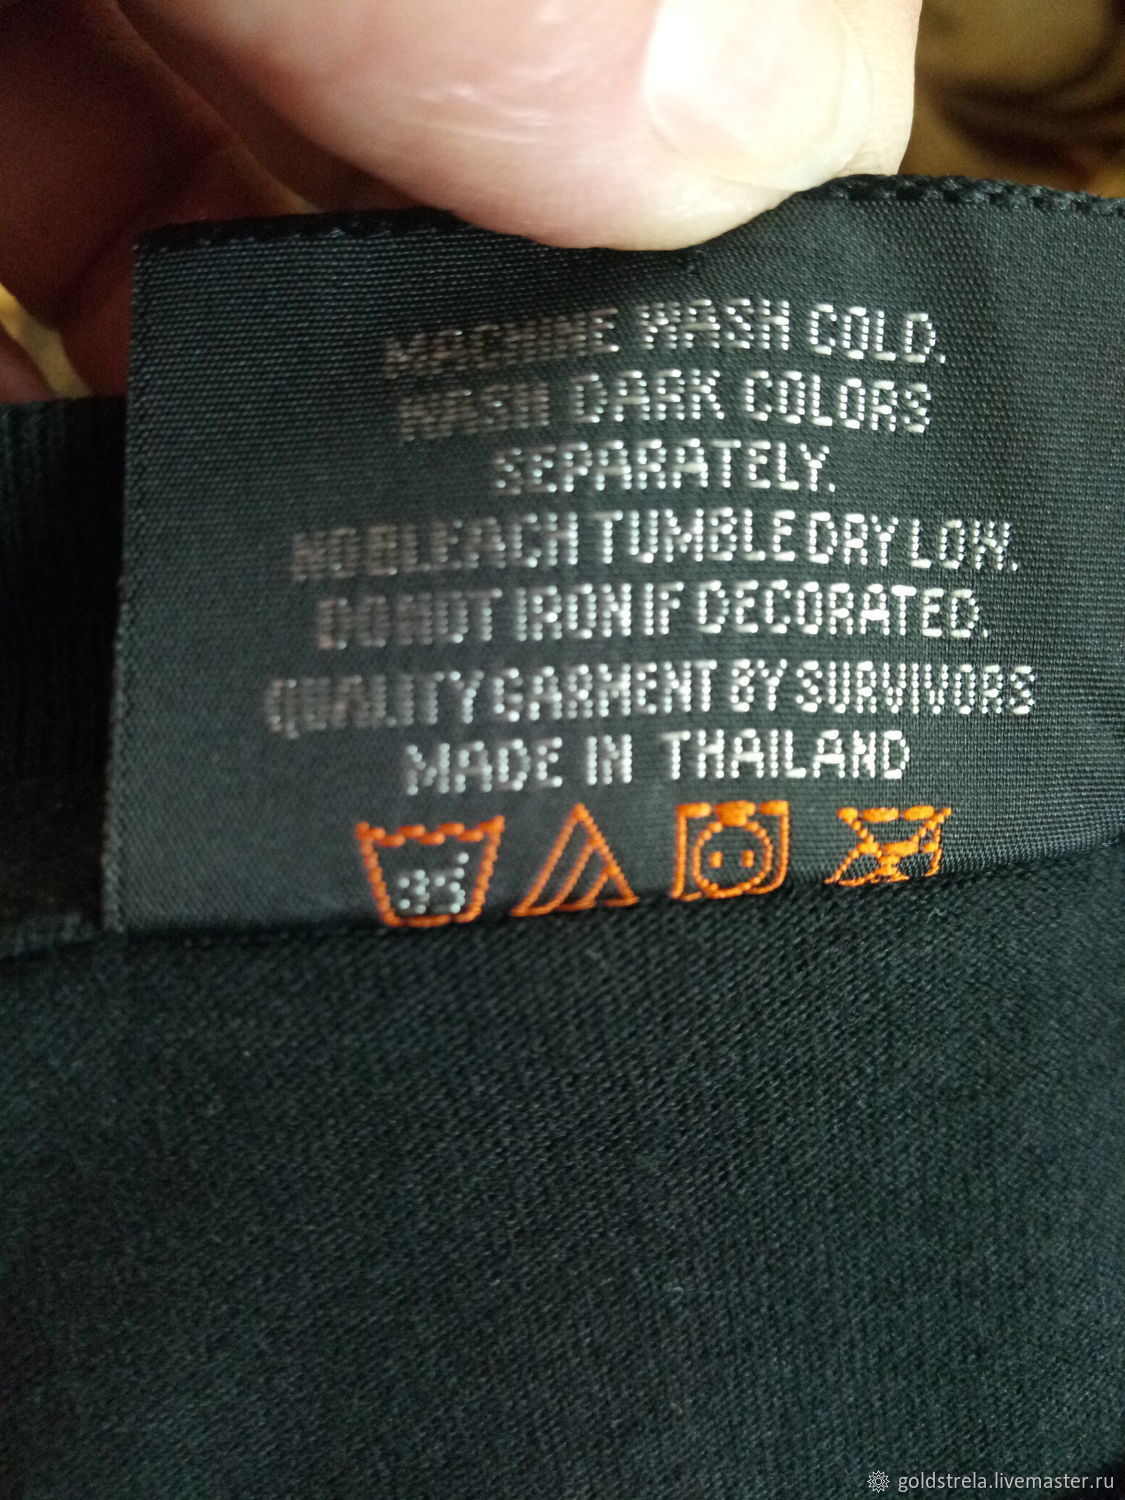 MACHINE WASH COLD.
WASH DARK COLORS
SEPARATELY.
NO BLEACH TUMBLE DRY LOW.
DO NOT IRON IF DECORATED.
QUALITY GARMENT BY SURVIVORS
MADE IN THAILAND
35
goldstrela.livemaster.ru